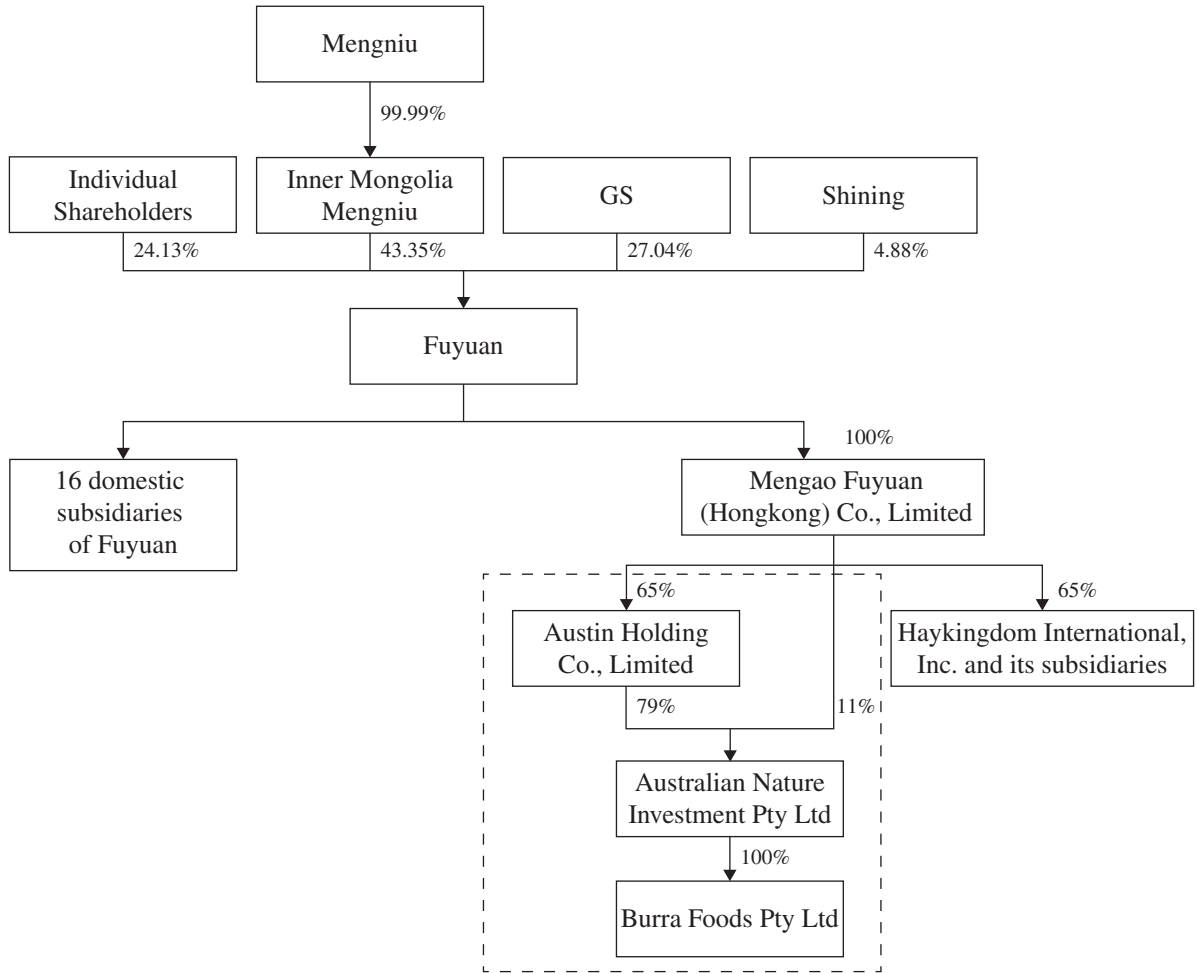 Mengniu
99.99%
Individual
Shareholders
Inner Mongolia
Mengniu
GS
Shining
24.13%
43.35%
27.04%
4.88%
Fuyuan
100%
16 domestic
subsidiaries
of Fuyuan
Mengao Fuyuan
(Hongkong) Co., Limited
65%
65%
Austin Holding
Co., Limited
Haykingdom International,
Inc. and its subsidiaries
79%
11%
Australian Nature
Investment Pty Ltd
100%
Burra Foods Pty Ltd